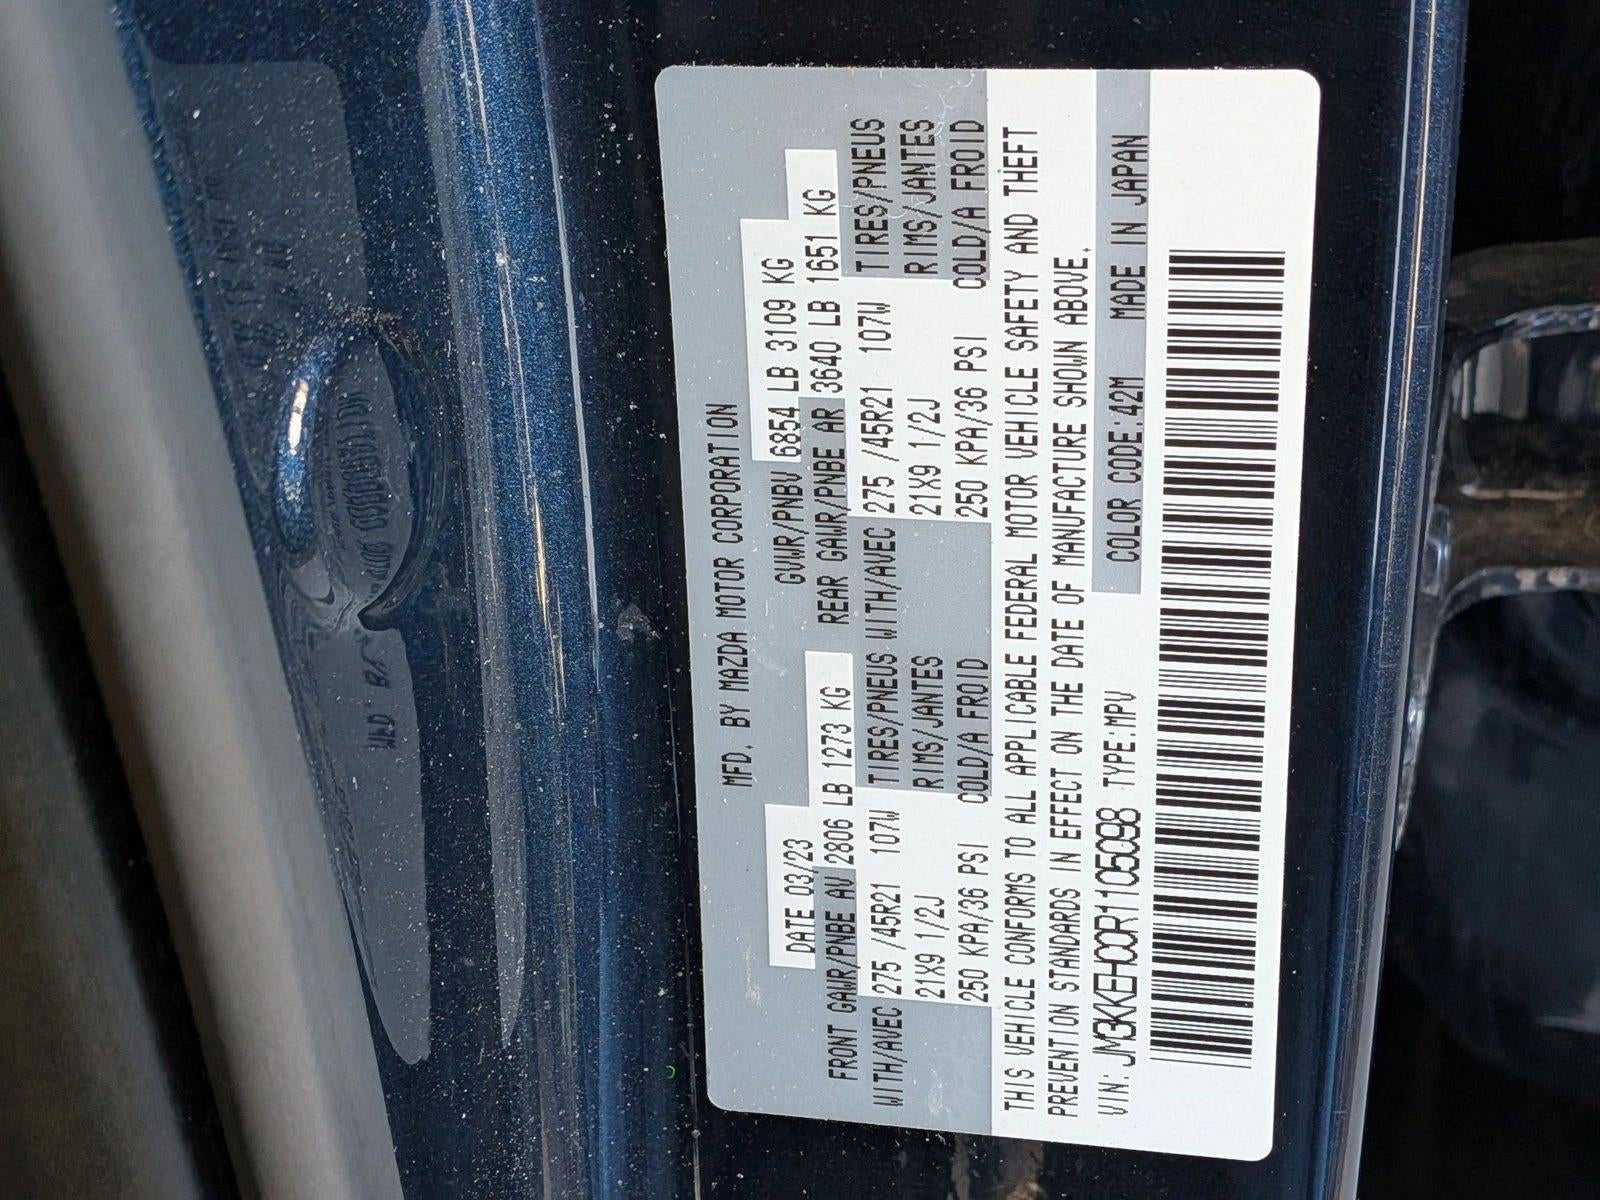 MFD. BY MAZDA MOTOR CORPORATION
DATE 03/23 GVWR/PNBV 6854 LB 3109 KG
FRONT GAWR/PNBE AV 2806 LB 1273 KG REAR GAWR/PNBE AR 3640 LB 1651 KG
WITH/AVEC 275 /45R21 107W TIRES/PNEUS WITH/AVEC 275 /45R21 107W TIRES/PNEUS
21X9 1/2J RIMS/JANTES 21X9 1/2J RIMS/JANTES
250 KPA/36 PSI COLD/A FROID 250 KPA/36 PSI COLD/A FROID
THIS VEHICLE CONFORMS TO ALL APPLICABLE FEDERAL MOTOR VEHICLE SAFETY AND THEFT
PREVENTION STANDARDS IN EFFECT ON THE DATE OF MANUFACTURE SHOWN ABOVE.
VIN: JM3KKEHC0R1105098 TYPE:MPV COLOR CODE:42M MADE IN JAPAN